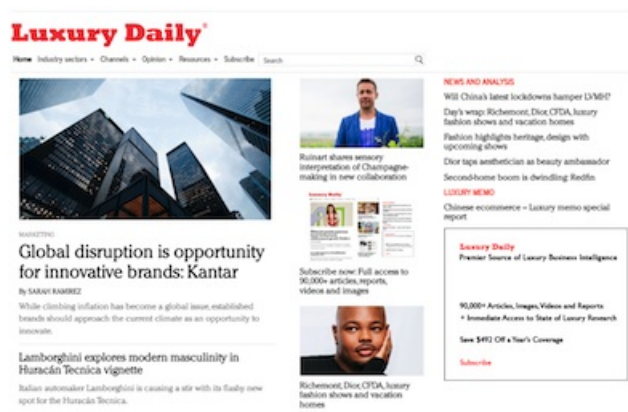 Luxury Daily®
Home Industry sectors Channels Opinion Resources Subscribe Search
MARKETING
Global disruption is opportunity
for innovative brands: Kantar
By SARAH RAMIREZ
While climbing inflation has become a global issue, established
brands should approach the current climate as an opportunity to
innovate.
Lamborghini explores modern masculinity in
Huracán Tecnica vignette
Italian automaker Lamborghini is causing a stir with its flashy new
spot for the Huracán Tecnica.
Ruinart shares sensory
interpretation of Champagne-
making in new collaboration
Luxury Daily
Subscribe now: Full access to
90,000+ articles, reports,
videos and images
Richemont, Dior, CFDA, luxury
fashion shows and vacation
homes
NEWS AND ANALYSIS
Will China's latest lockdowns hamper LVMH?
Day's wrap: Richemont, Dior, CFDA, luxury
fashion shows and vacation homes
Fashion highlights heritage, design with
upcoming shows
Dior taps aesthetician as beauty ambassador
Second-home boom is dwindling: Redfin
LUXURY MEMO
Chinese ecommerce – Luxury memo special
report
Luxury Daily
Premier Source of Luxury Business Intelligence
90,000+ Articles, Images, Videos and Reports
+ Immediate Access to State of Luxury Research
Save $492 Off a Year's Coverage
Subscribe